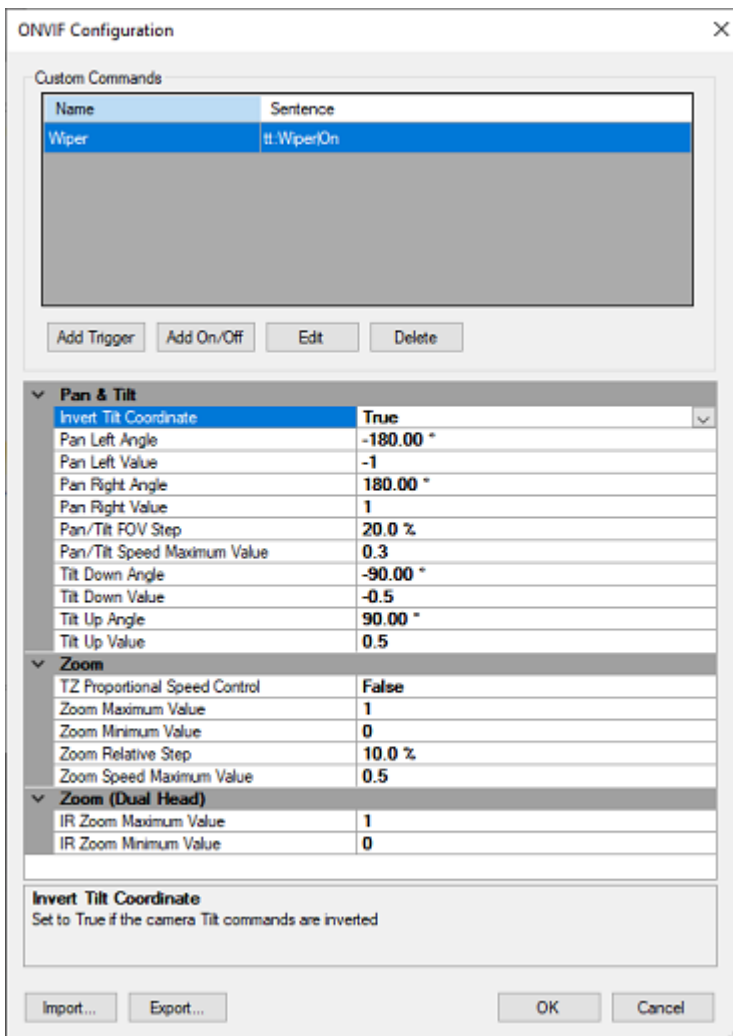 ONVIF Configuration
Custom Commands
Name Sentence
Wiper tt:Wiper|On
Add Trigger Add On/Off Edit Delete
Pan & Tilt
Invert Tilt Coordinate True
Pan Left Angle -180.00 °
Pan Left Value -1
Pan Right Angle 180.00 °
Pan Right Value 1
Pan/Tilt FOV Step 20.0 %
Pan/Tilt Speed Maximum Value 0.3
Tilt Down Angle -90.00 °
Tilt Down Value -0.5
Tilt Up Angle 90.00 °
Tilt Up Value 0.5
Zoom
TZ Proportional Speed Control False
Zoom Maximum Value 1
Zoom Minimum Value 0
Zoom Relative Step 10.0 %
Zoom Speed Maximum Value 0.5
Zoom (Dual Head)
IR Zoom Maximum Value 1
IR Zoom Minimum Value 0
Invert Tilt Coordinate
Set to True if the camera Tilt commands are inverted
Import... Export... OK Cancel